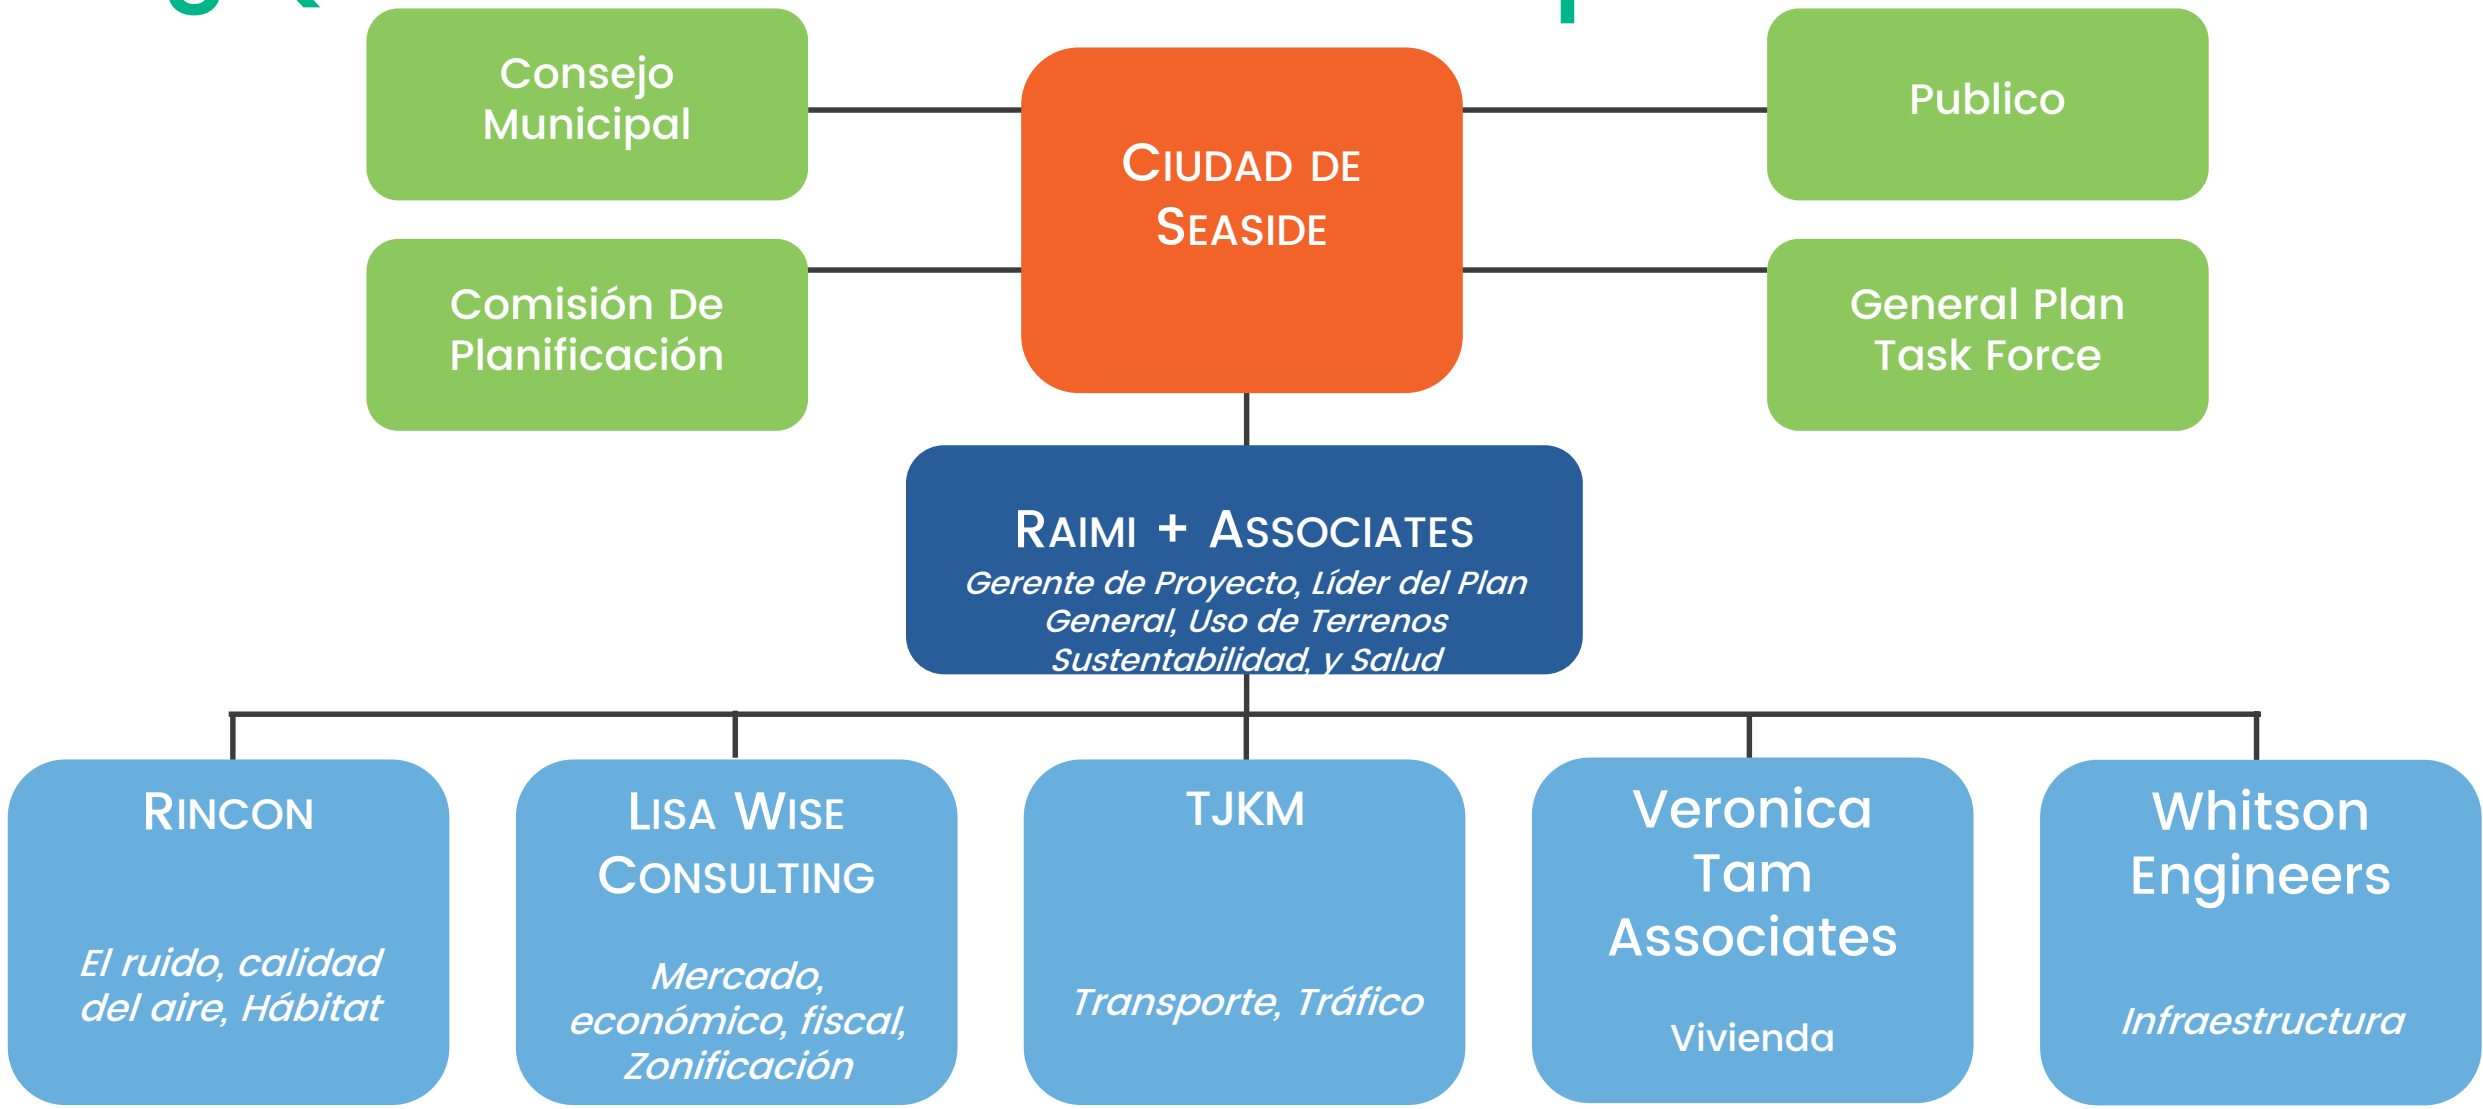 Consejo
Municipal
Publico
CIUDAD DE
SEASIDE
Comisión De
Planificación
General Plan
Task Force
RAIMI + ASSOCIATES
Gerente de Proyecto, Líder del Plan
General, Uso de Terrenos
Sustentabilidad, y Salud
RINCON
El ruido, calidad
del aire, Hábitat
LISA WISE
CONSULTING
Mercado,
económico, fiscal,
Zonificación
TJKM
Transporte, Tráfico
Veronica
Tam
Associates
Vivienda
Whitson
Engineers
Infraestructura